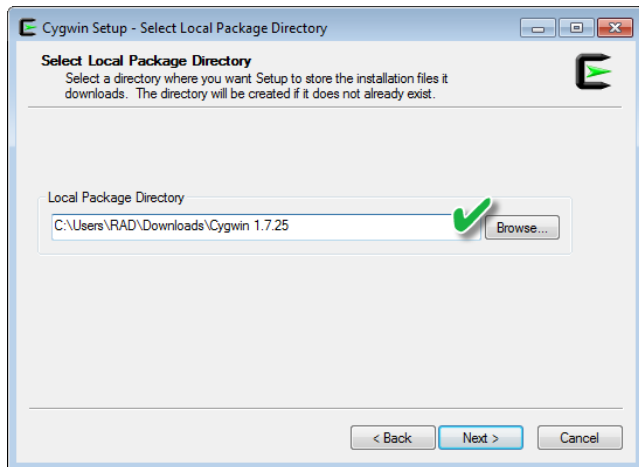 Cygwin Setup - Select Local Package Directory
Select Local Package Directory
Select a directory where you want Setup to store the installation files it
downloads. The directory will be created if it does not already exist.
Local Package Directory
C:\Users\RAD\Downloads\Cygwin 1.7.25
Browse...
< Back
Next >
Cancel